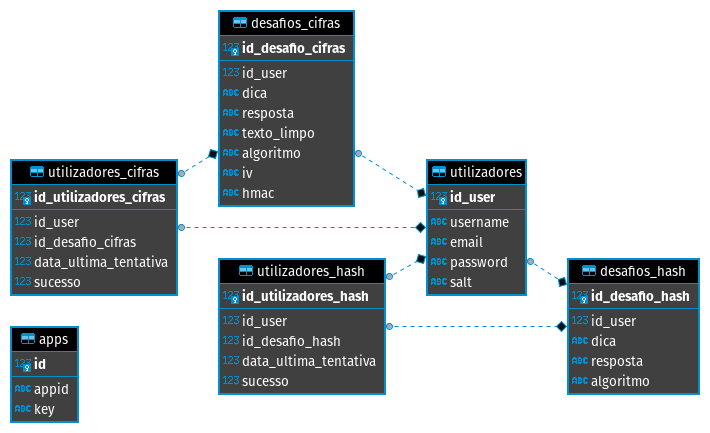 desafios_cifras
123 id_desafio_cifras
123 id_user
ABC dica
ABC resposta
ABC texto_limpo
ABC algoritmo
ABC iv
ABC hmac
utilizadores_cifras
123 id_utilizadores_cifras
123 id_user
123 id_desafio_cifras
123 data_ultima_tentativa
123 sucesso
utilizadores
123 id_user
ABC username
ABC email
ABC password
ABC salt
utilizadores_hash
123 id_utilizadores_hash
123 id_user
123 id_desafio_hash
123 data_ultima_tentativa
123 sucesso
desafios_hash
123 id_desafio_hash
123 id_user
ABC dica
ABC resposta
ABC algoritmo
apps
123 id
ABC appid
ABC key